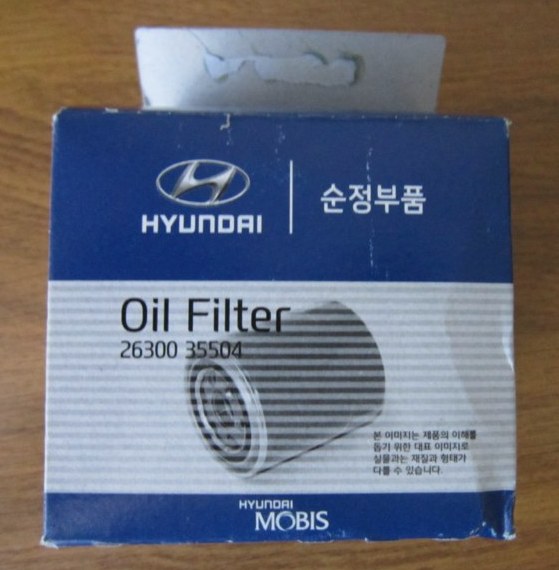 HYUNDAI
순정부품
Oil Filter
26300 35504
본 이미지는 제품의 이해를
돕기 위한 대표 이미지로
실물과는 재질과 형태가
다를 수 있습니다.
HYUNDAI
MOBIS